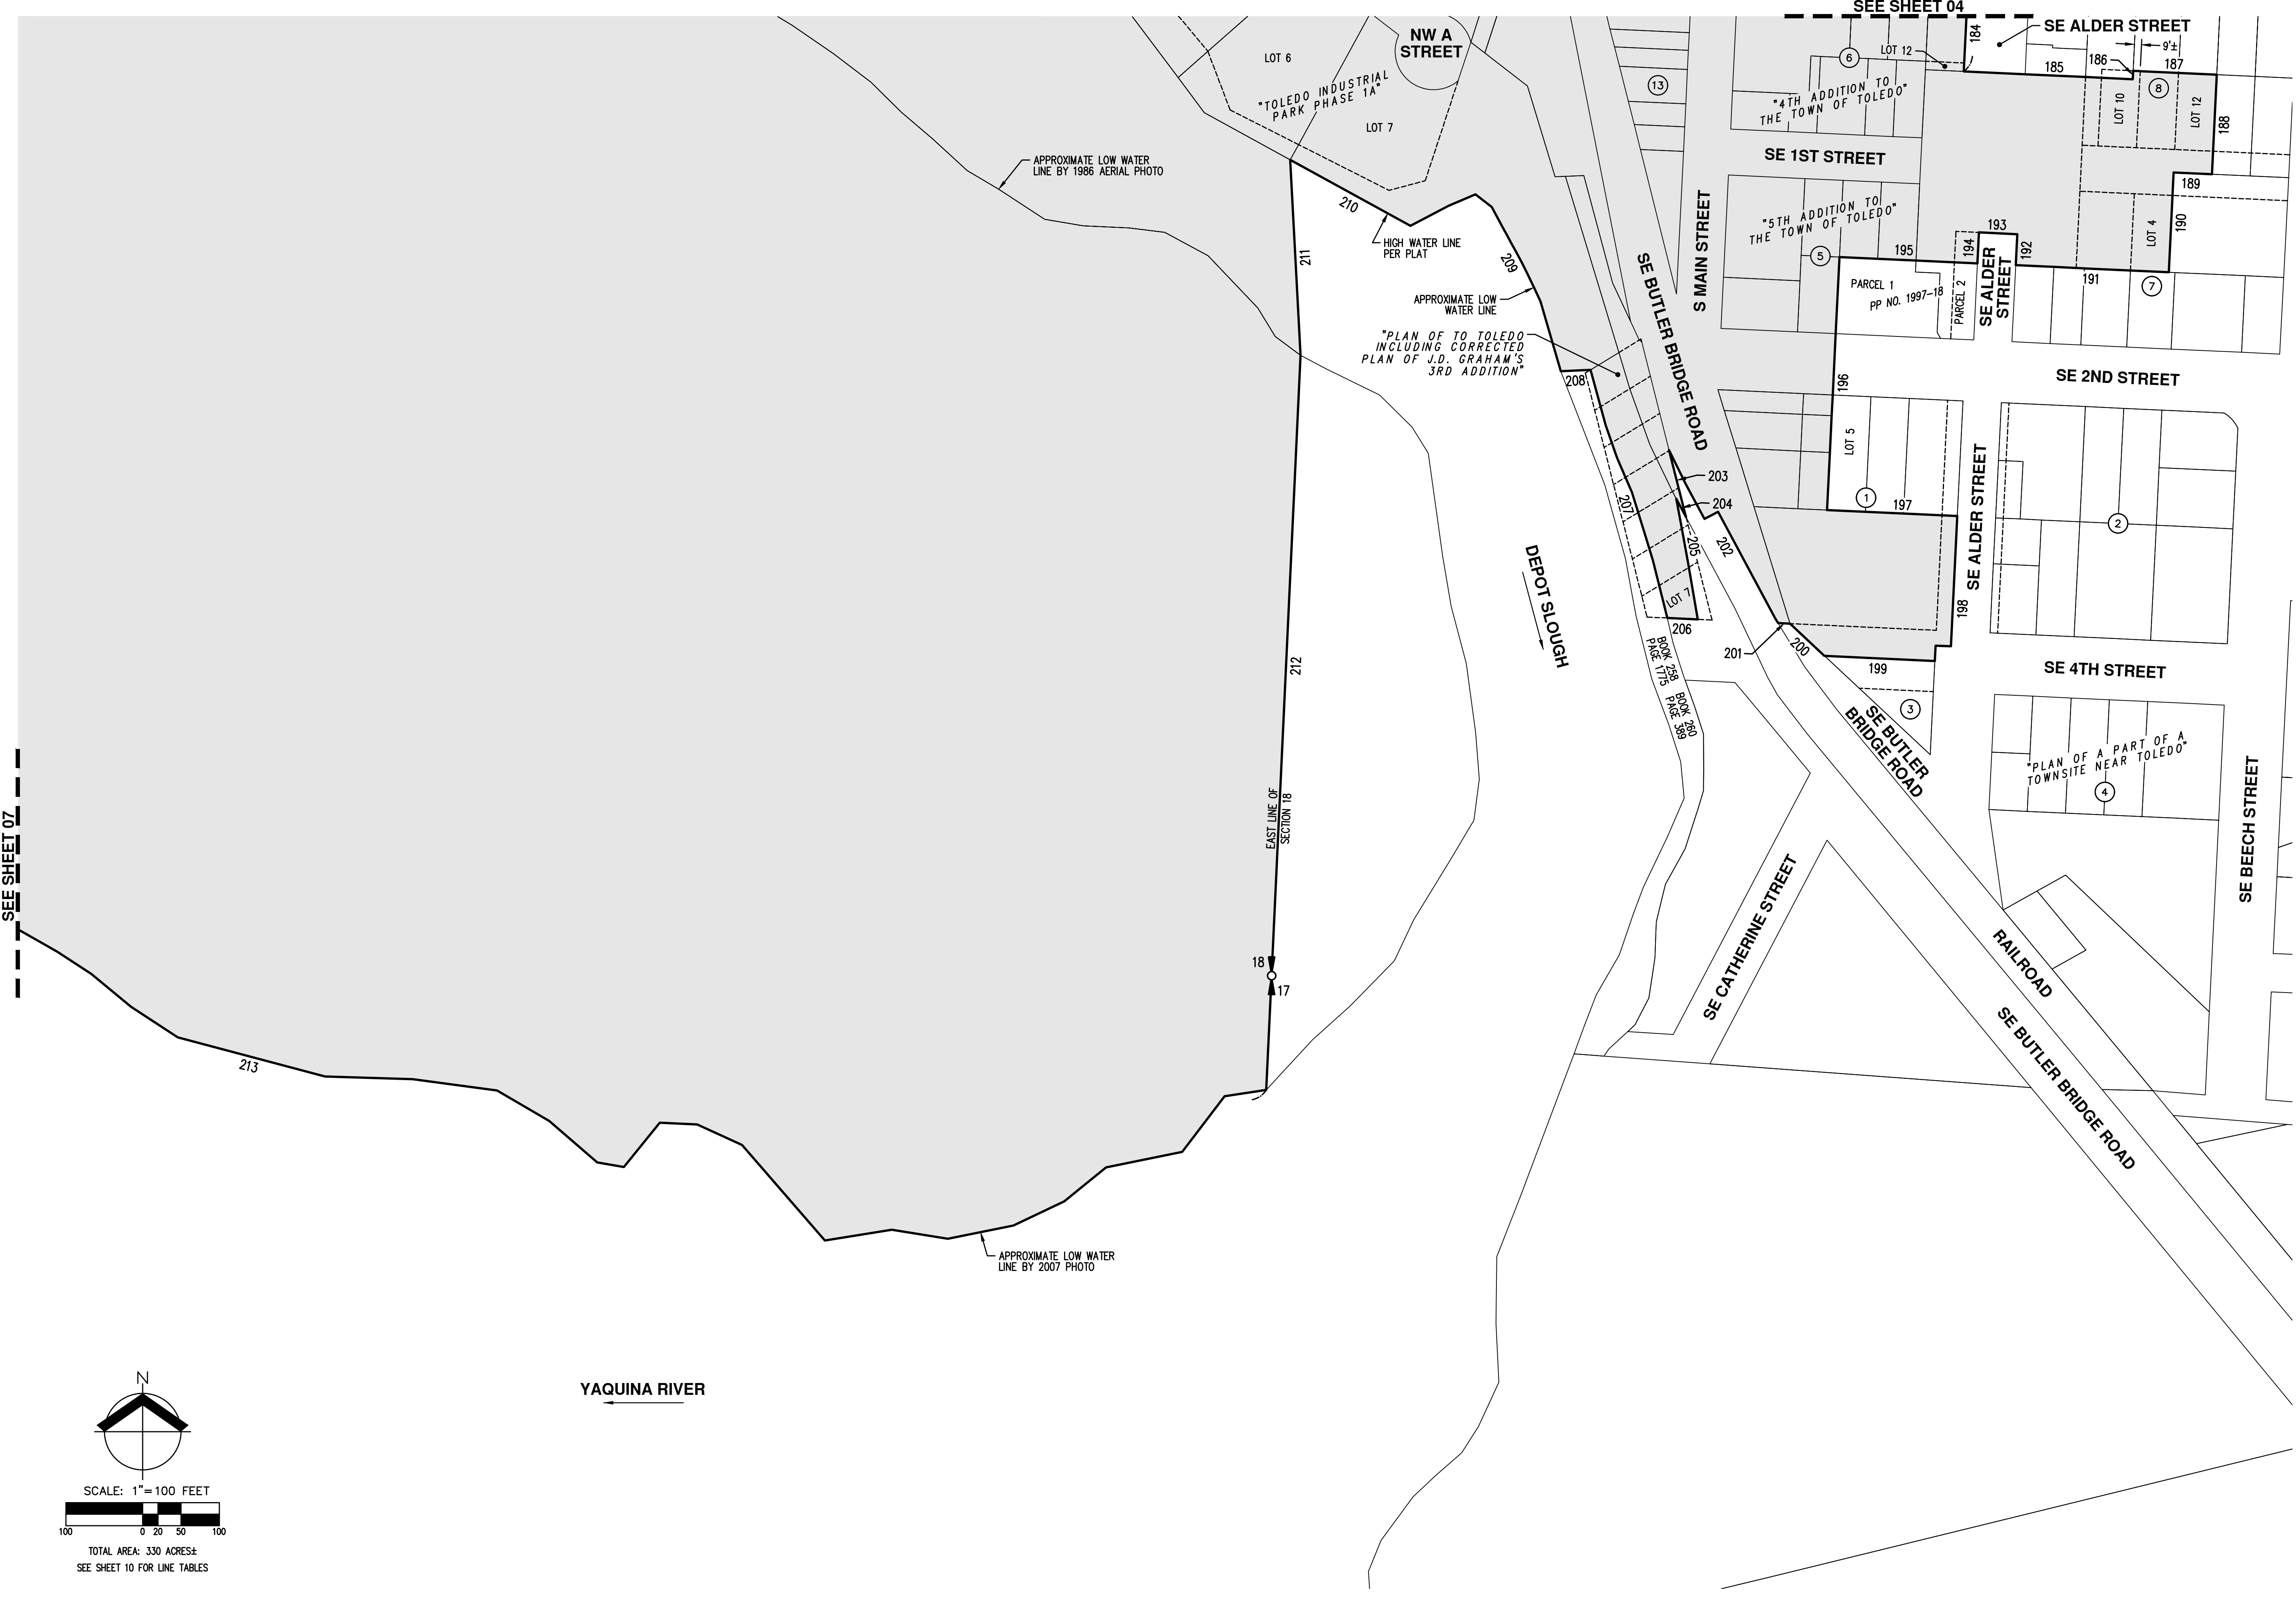 SEE SHEET 04
SE ALDER STREET
184
9'±
NW A
STREET
LOT 6
LOT 12
6
185
186
187
"TOLEDO INDUSTRIAL
PARK PHASE 1A"
LOT 7
13
"4TH ADDITION TO
THE TOWN OF TOLEDO"
LOT 10
8
LOT 12
188
APPROXIMATE LOW WATER
LINE BY 1986 AERIAL PHOTO
SE 1ST STREET
189
210
HIGH WATER LINE
PER PLAT
211
209
S MAIN STREET
"5TH ADDITION TO
THE TOWN OF TOLEDO"
5
195
194
193
192
LOT 4
190
191
7
SE ALDER
STREET
PARCEL 1
PP NO. 1997-18
PARCEL 2
APPROXIMATE LOW
WATER LINE
SE BUTLER BRIDGE ROAD
"PLAN OF TO TOLEDO
INCLUDING CORRECTED
PLAN OF J.D. GRAHAM'S
3RD ADDITION"
208
196
SE 2ND STREET
LOT 5
1
197
203
204
207
205
202
2
SE ALDER STREET
DEPOT SLOUGH
LOT 7
206
198
201
200
199
SE 4TH STREET
BOOK 258
PAGE 1775
BOOK 260
PAGE 389
212
3
SE BUTLER
BRIDGE ROAD
"PLAN OF A PART OF A
TOWNSITE NEAR TOLEDO"
4
SE BEECH STREET
EAST LINE OF
SECTION 18
SEE SHEET 07
SE CATHERINE STREET
RAILROAD
18
17
SE BUTLER BRIDGE ROAD
213
APPROXIMATE LOW WATER
LINE BY 2007 PHOTO
YAQUINA RIVER
N
SCALE: 1"=100 FEET
100 0 20 50 100
TOTAL AREA: 330 ACRES±
SEE SHEET 10 FOR LINE TABLES